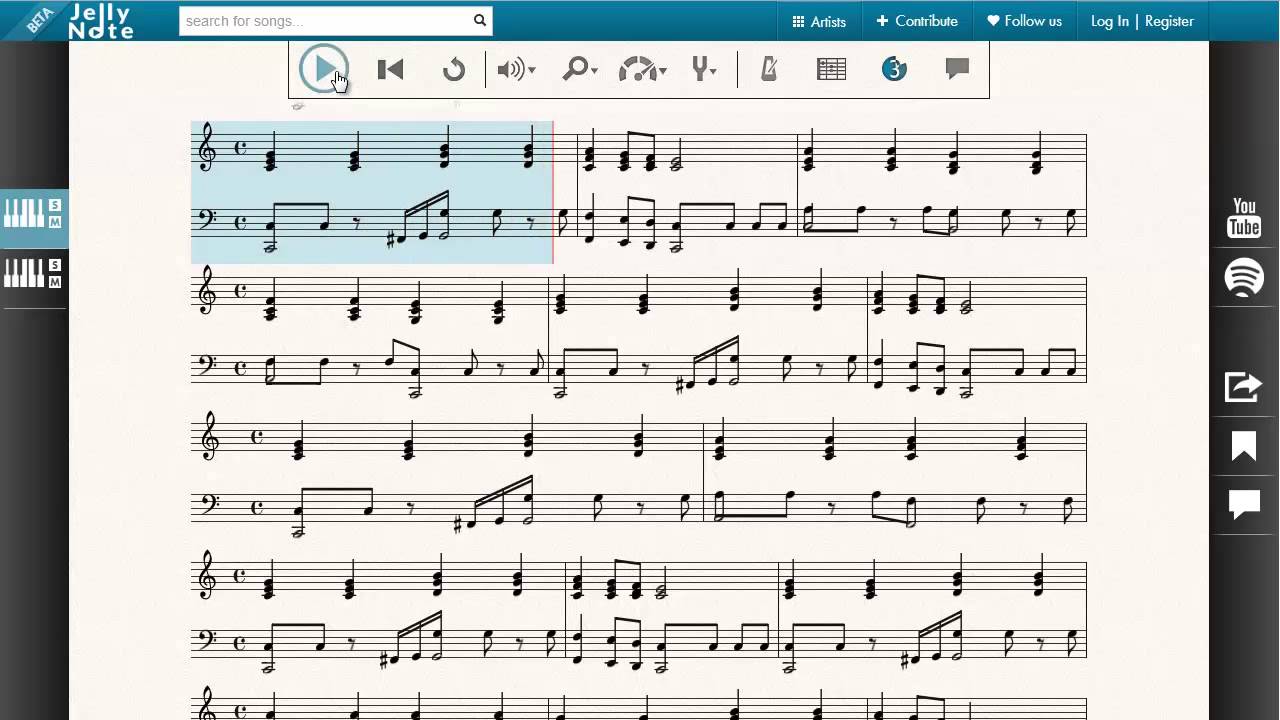 BETA
Jelly
Note
search for songs...
Artists
Contribute
Follow us
Log In | Register
3
S
M
S
M
You
Tube